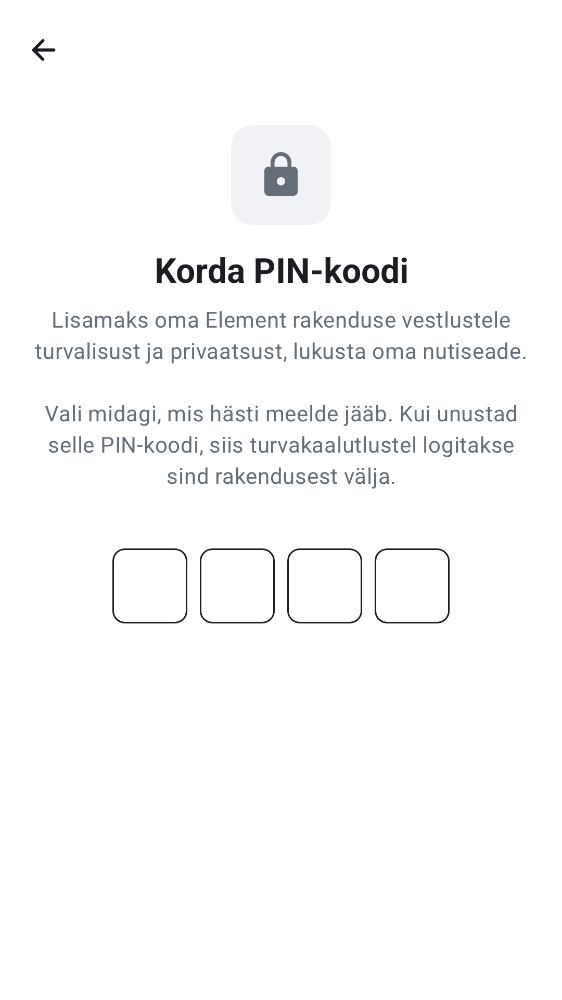 Korda PIN-koodi
Lisamaks oma Element rakenduse vestlustele
turvalisust ja privaatsust, lukusta oma nutiseade.
Vali midagi, mis hästi meelde jääb. Kui unustad
selle PIN-koodi, siis turvakaalutlustel logitakse
sind rakendusest välja.